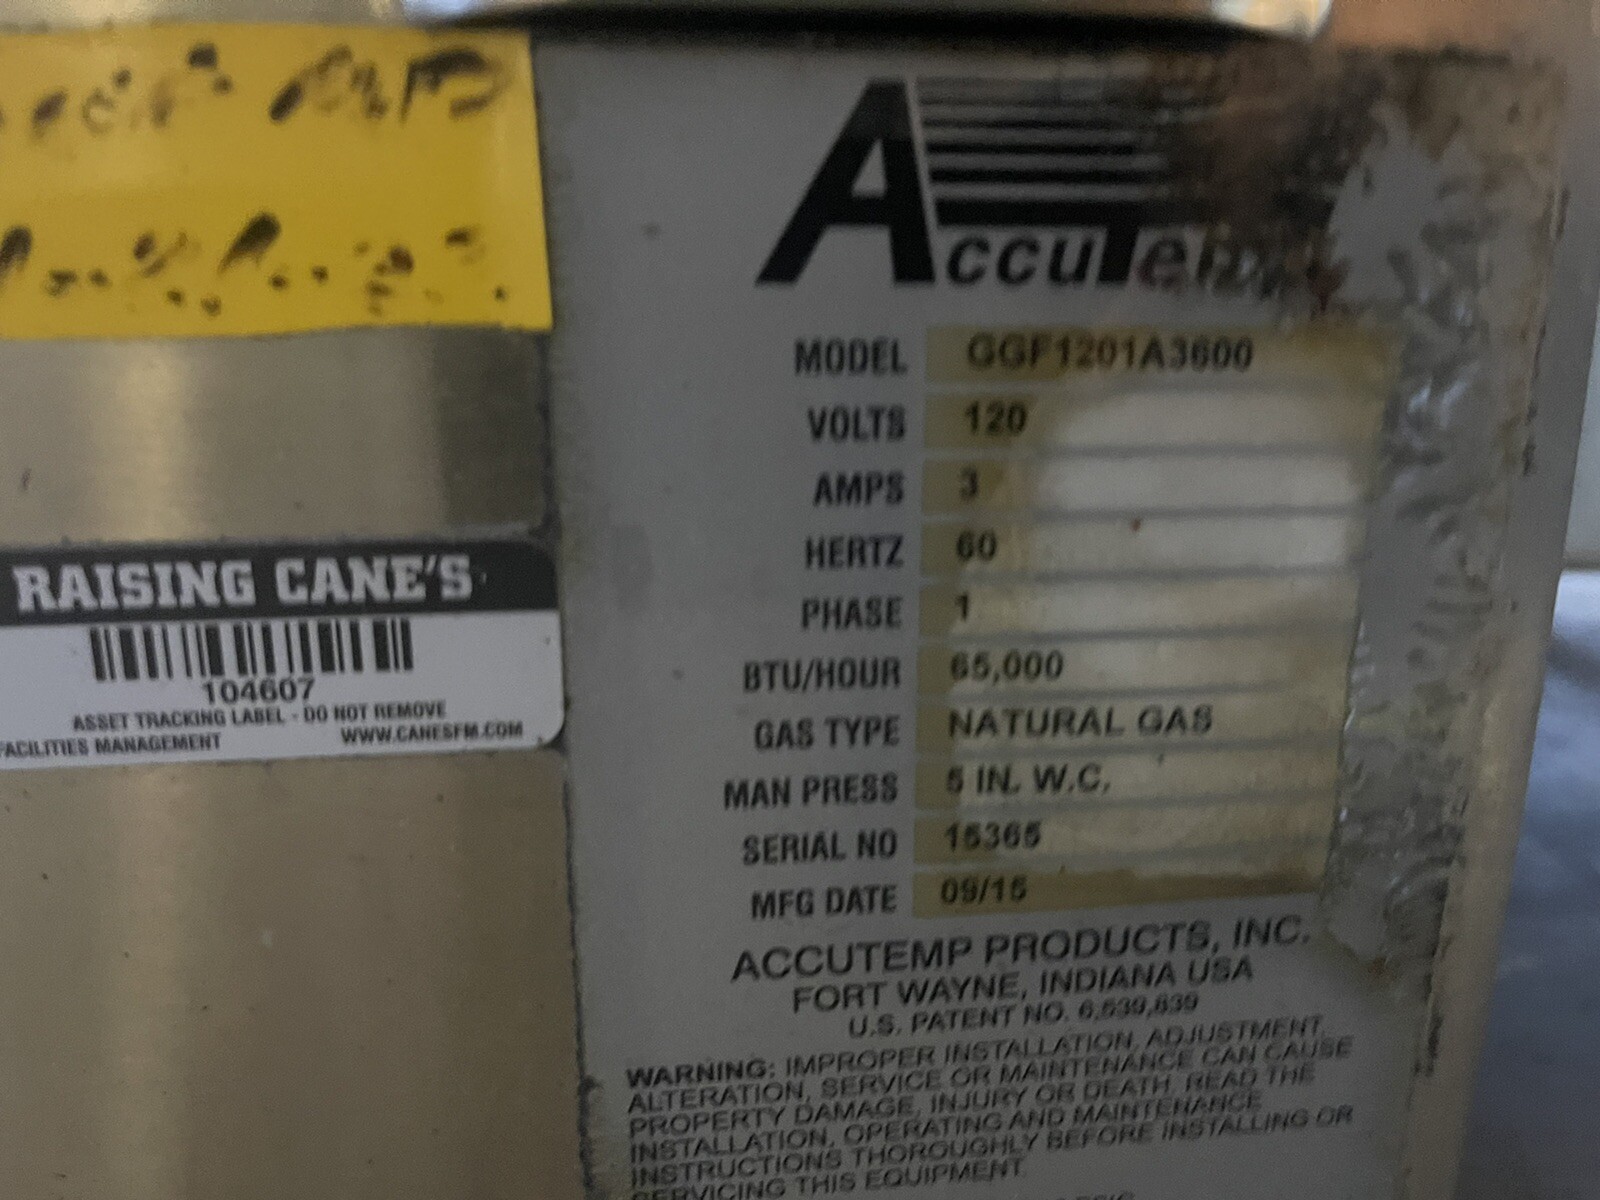 AccuTemp
MODEL GGF1201A3600
VOLTS 120
AMPS 3
HERTZ 60
PHASE 1
BTU/HOUR 65,000
GAS TYPE NATURAL GAS
MAN PRESS 5 IN. W.C.
SERIAL NO 15365
MFG DATE 09/15
ACCUTEMP PRODUCTS, INC.
FORT WAYNE, INDIANA USA
U.S. PATENT NO. 6,539,839
WARNING: IMPROPER INSTALLATION, ADJUSTMENT,
ALTERATION, SERVICE OR MAINTENANCE CAN CAUSE
PROPERTY DAMAGE, INJURY OR DEATH. READ THE
INSTALLATION, OPERATING AND MAINTENANCE
INSTRUCTIONS THOROUGHLY BEFORE INSTALLING OR
SERVICING THIS EQUIPMENT.
RAISING CANE'S
104607
ASSET TRACKING LABEL - DO NOT REMOVE
FACILITIES MANAGEMENT WWW.CANESFM.COM